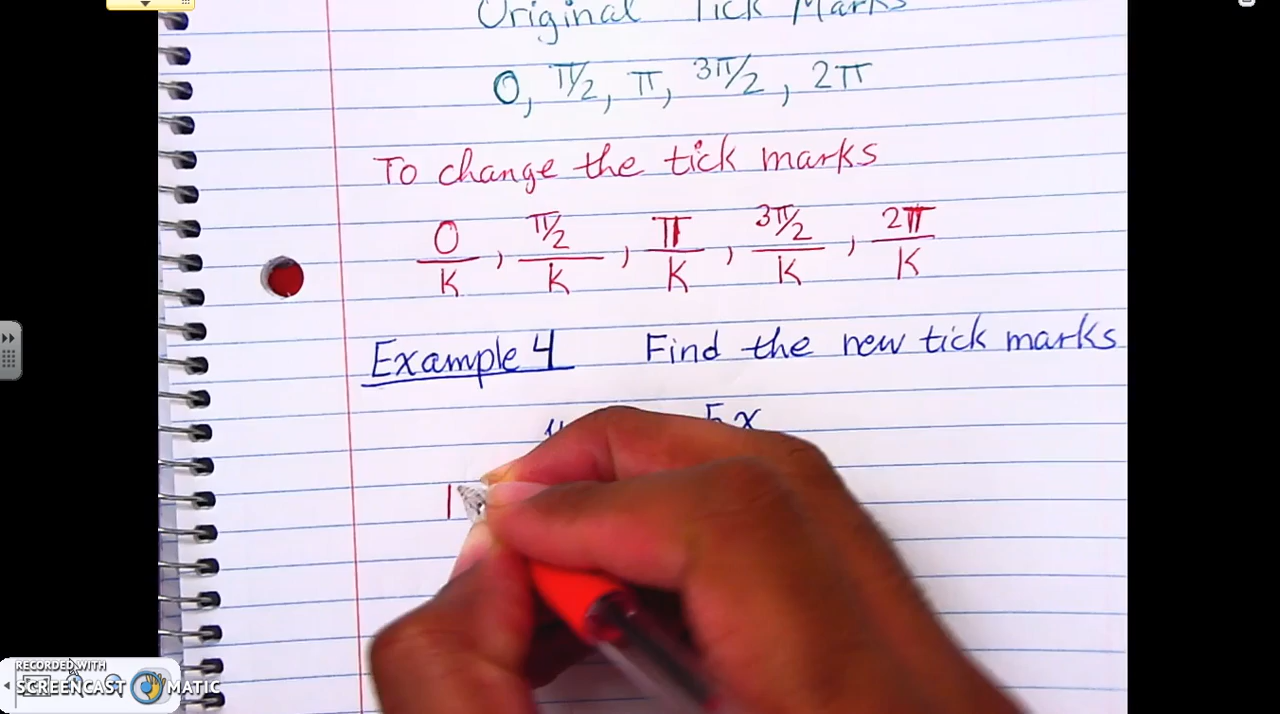 Original Tick Marks
0, π/2, π, 3π/2, 2π
To change the tick marks
0/K, π/2/K, π/K, 3π/2/K, 2π/K
Example 4 Find the new tick marks
y 5x
RECORDED WITH
SCREENCAST MATIC